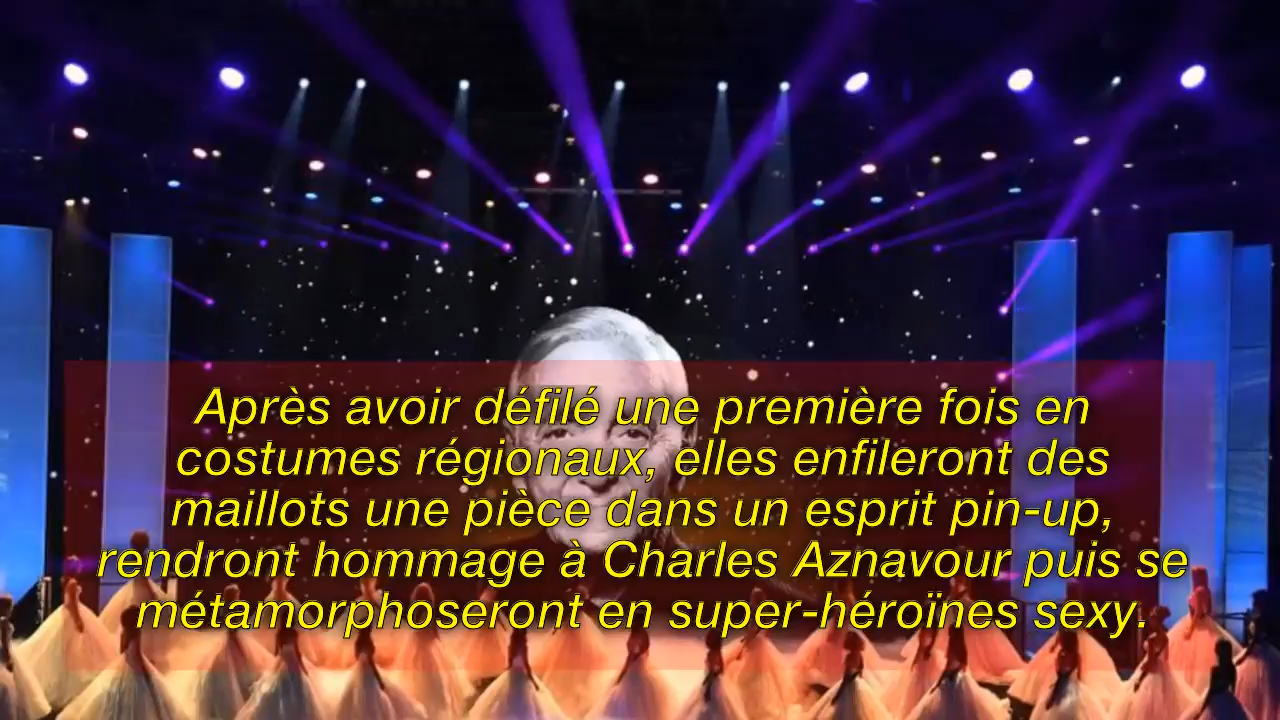 Après avoir défilé une première fois en
costumes régionaux, elles enfileront des
maillots une pièce dans un esprit pin-up,
rendront hommage à Charles Aznavour puis se
métamorphoseront en super-héroïnes sexy.